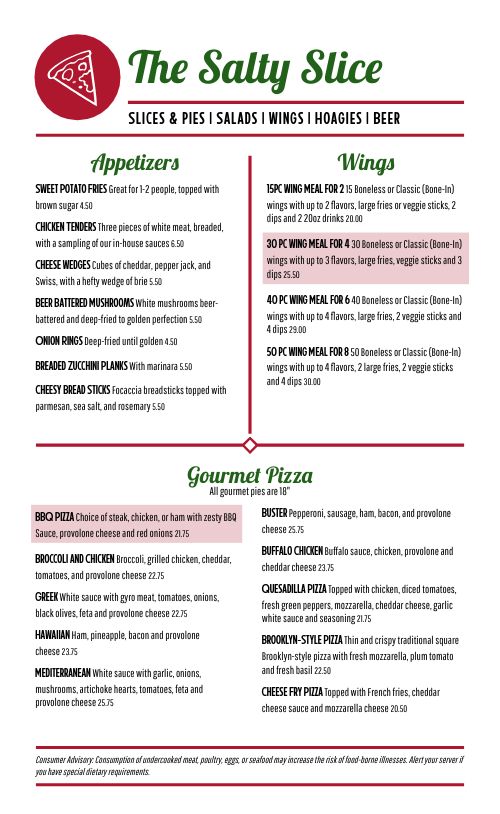 The Salty Slice
SLICES & PIES | SALADS | WINGS | HOAGIES | BEER
Appetizers
SWEET POTATO FRIES Great for 1-2 people, topped with
brown sugar 4.50
CHICKEN TENDERS Three pieces of white meat, breaded,
with a sampling of our in-house sauces 6.50
CHEESE WEDGES Cubes of cheddar, pepper jack, and
Swiss, with a hefty wedge of brie 5.50
BEER BATTERED MUSHROOMS White mushrooms beer-
battered and deep-fried to golden perfection 5.50
ONION RINGS Deep-fried until golden 4.50
BREADED ZUCCHINI PLANKS With marinara 5.50
CHEESY BREAD STICKS Focaccia breadsticks topped with
parmesan, sea salt, and rosemary 5.50
Wings
15PC WING MEAL FOR 2 15 Boneless or Classic (Bone-In)
wings with up to 2 flavors, large fries or veggie sticks, 2
dips and 2 20oz drinks 20.00
30 PC WING MEAL FOR 4 30 Boneless or Classic (Bone-In)
wings with up to 3 flavors, large fries, veggie sticks and 3
dips 25.50
40 PC WING MEAL FOR 6 40 Boneless or Classic (Bone-In)
wings with up to 4 flavors, large fries, 2 veggie sticks and
4 dips 29.00
50 PC WING MEAL FOR 8 50 Boneless or Classic (Bone-In)
wings with up to 4 flavors, 2 large fries, 2 veggie sticks
and 4 dips 30.00
Gourmet Pizza
All gourmet pies are 18"
BBQ PIZZA Choice of steak, chicken, or ham with zesty BBQ
Sauce, provolone cheese and red onions 21.75
BROCCOLI AND CHICKEN Broccoli, grilled chicken, cheddar,
tomatoes, and provolone cheese 22.75
GREEK White sauce with gyro meat, tomatoes, onions,
black olives, feta and provolone cheese 22.75
HAWAIIAN Ham, pineapple, bacon and provolone
cheese 23.75
MEDITERRANEAN White sauce with garlic, onions,
mushrooms, artichoke hearts, tomatoes, feta and
provolone cheese 25.75
BUSTER Pepperoni, sausage, ham, bacon, and provolone
cheese 25.75
BUFFALO CHICKEN Buffalo sauce, chicken, provolone and
cheddar cheese 23.75
QUESADILLA PIZZA Topped with chicken, diced tomatoes,
fresh green peppers, mozzarella, cheddar cheese, garlic
white sauce and seasoning 21.75
BROOKLYN-STYLE PIZZA Thin and crispy traditional square
Brooklyn-style pizza with fresh mozzarella, plum tomato
and fresh basil 22.50
CHEESE FRY PIZZA Topped with French fries, cheddar
cheese sauce and mozzarella cheese 20.50
Consumer Advisory: Consumption of undercooked meat, poultry, eggs, or seafood may increase the risk of food-borne illnesses. Alert your server if
you have special dietary requirements.